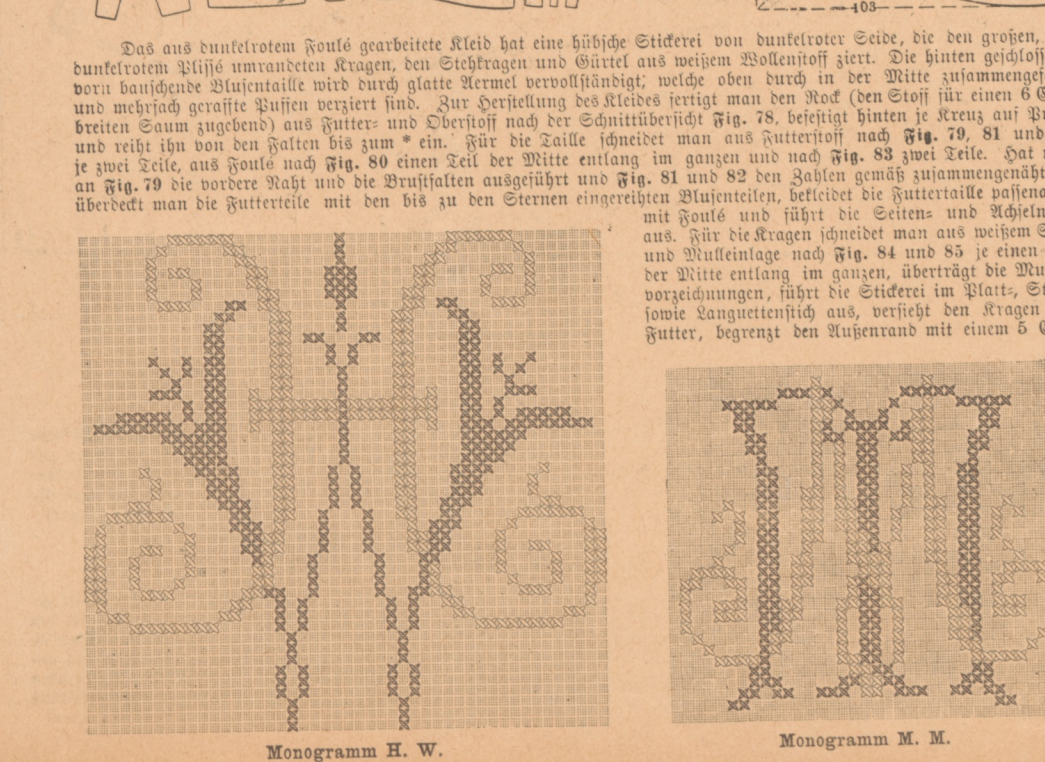 103
Das aus dunkelrotem Foulé gearbeitete Kleid hat eine hübsche Stickerei von dunkelroter Seide, die den großen,
dunkelrotem Plissé umrandeten Kragen, den Stehkragen und Gürtel aus weißem Wollenstoff ziert. Die hinten geschloss
vorn bauschende Blusentaille wird durch glatte Aermel vervollständigt, welche oben durch in der Mitte zusammengef
und mehrfach geraffte Puffen verziert sind. Zur Herstellung des Kleides fertigt man den Rock (den Stoff für einen 6
breiten Saum zugebend) aus Futter- und Oberstoff nach der Schnittübersicht Fig. 78, befestigt hinten je Kreuz auf
und reiht ihn von den Falten bis zum * ein. Für die Taille schneidet man aus Futterstoff nach Fig. 79, 81 und
je zwei Teile, aus Foulé nach Fig. 80 einen Teil der Mitte entlang im ganzen und nach Fig. 83 zwei Teile. Hat
an Fig. 79 die vordere Naht und die Brustfalten ausgeführt und Fig. 81 und 82 den Zahlen gemäß zusammengenäht
überdeckt man die Futterteile mit den bis zu den Sternen eingereihten Blusenteilen, bekleidet die Futtertaille passend
mit Foulé und führt die Seiten- und Achseln
aus. Für die Kragen schneidet man aus weißem
und Mulleinlage nach Fig. 84 und 85 je einen
der Mitte entlang im ganzen, überträgt die Mu
vorzeichnungen, führt die Stickerei im Platt-, St
sowie Languettenstich aus, versieht den Kragen
Futter, begrenzt den Außenrand mit einem 5
Monogramm H. W.
Monogramm M. M.